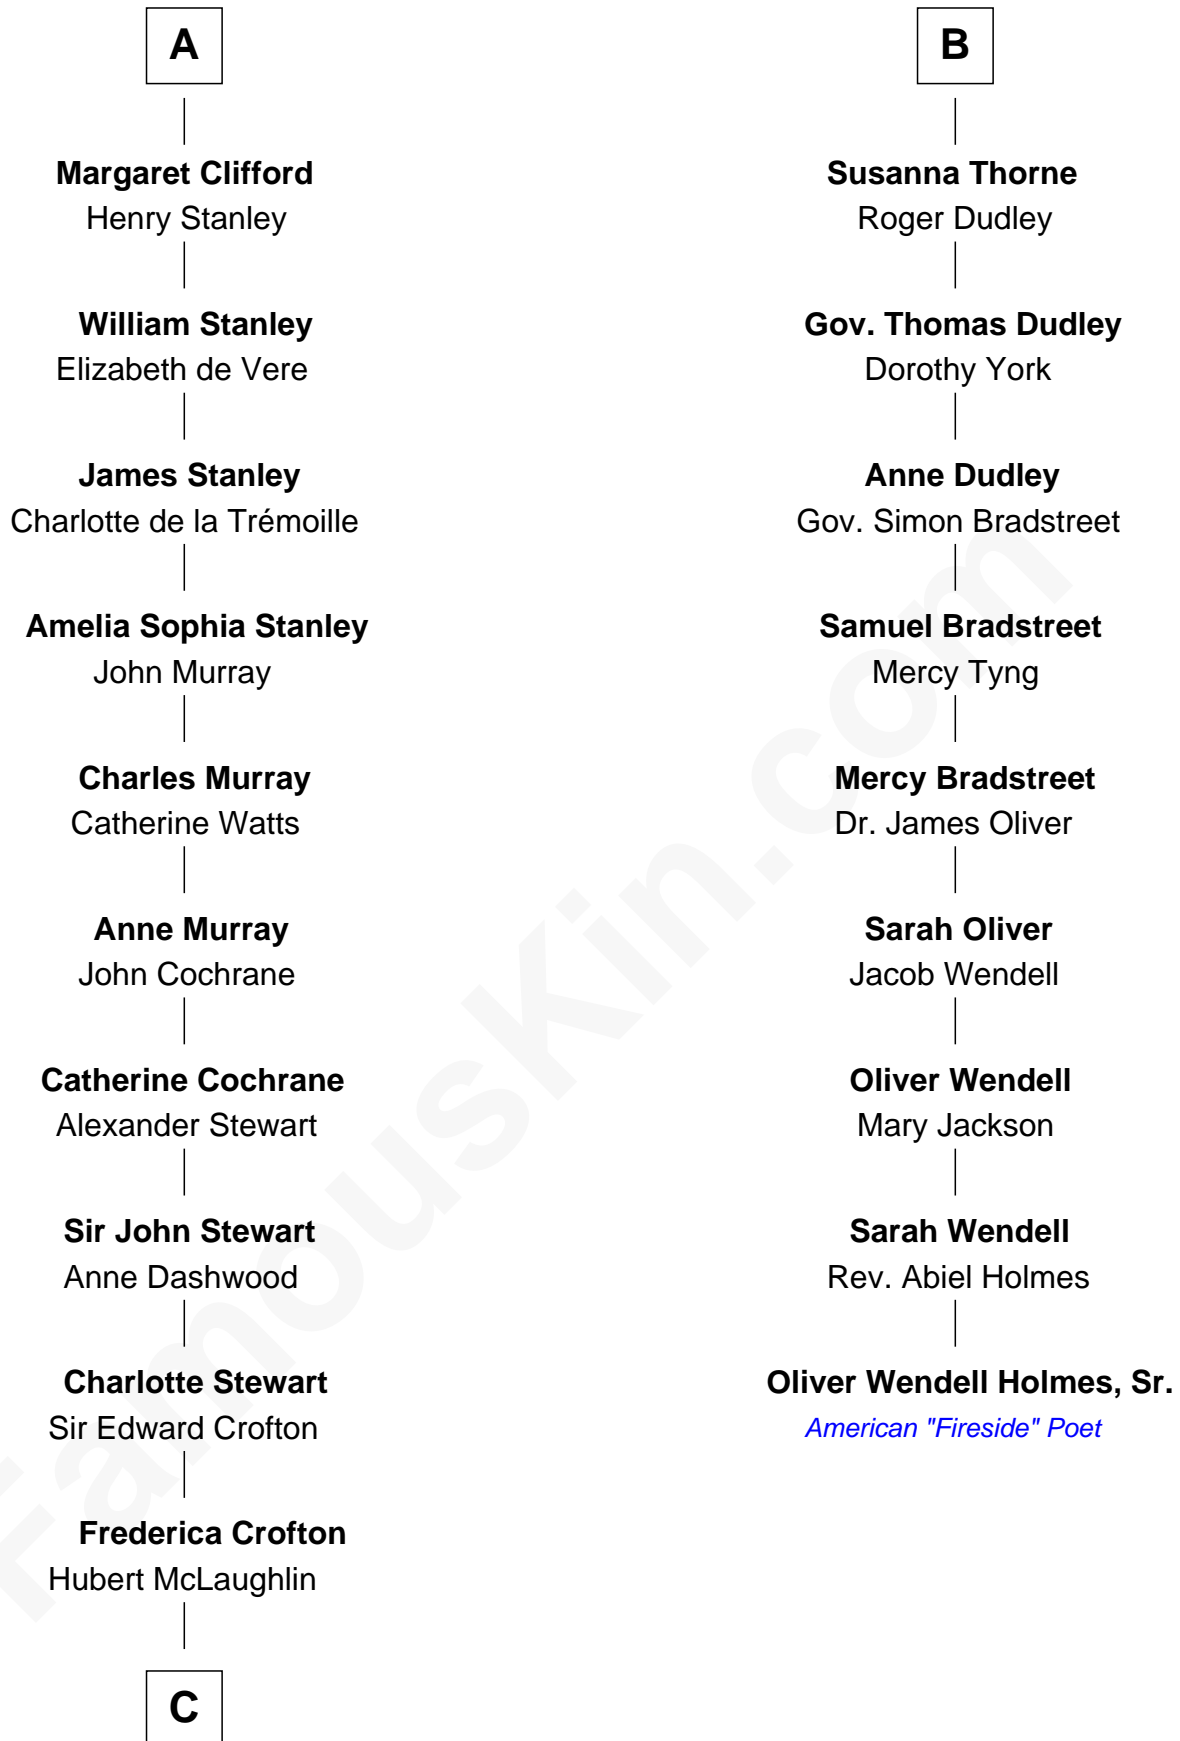 A
Margaret Clifford
Henry Stanley
William Stanley
Elizabeth de Vere
James Stanley
Charlotte de la Trémoille
Amelia Sophia Stanley
John Murray
Charles Murray
Catherine Watts
Anne Murray
John Cochrane
Catherine Cochrane
Alexander Stewart
Sir John Stewart
Anne Dashwood
Charlotte Stewart
Sir Edward Crofton
Frederica Crofton
Hubert McLaughlin
C
B
Susanna Thorne
Roger Dudley
Gov. Thomas Dudley
Dorothy York
Anne Dudley
Gov. Simon Bradstreet
Samuel Bradstreet
Mercy Tyng
Mercy Bradstreet
Dr. James Oliver
Sarah Oliver
Jacob Wendell
Oliver Wendell
Mary Jackson
Sarah Wendell
Rev. Abiel Holmes
Oliver Wendell Holmes, Sr.
American "Fireside" Poet
FamousKin.com